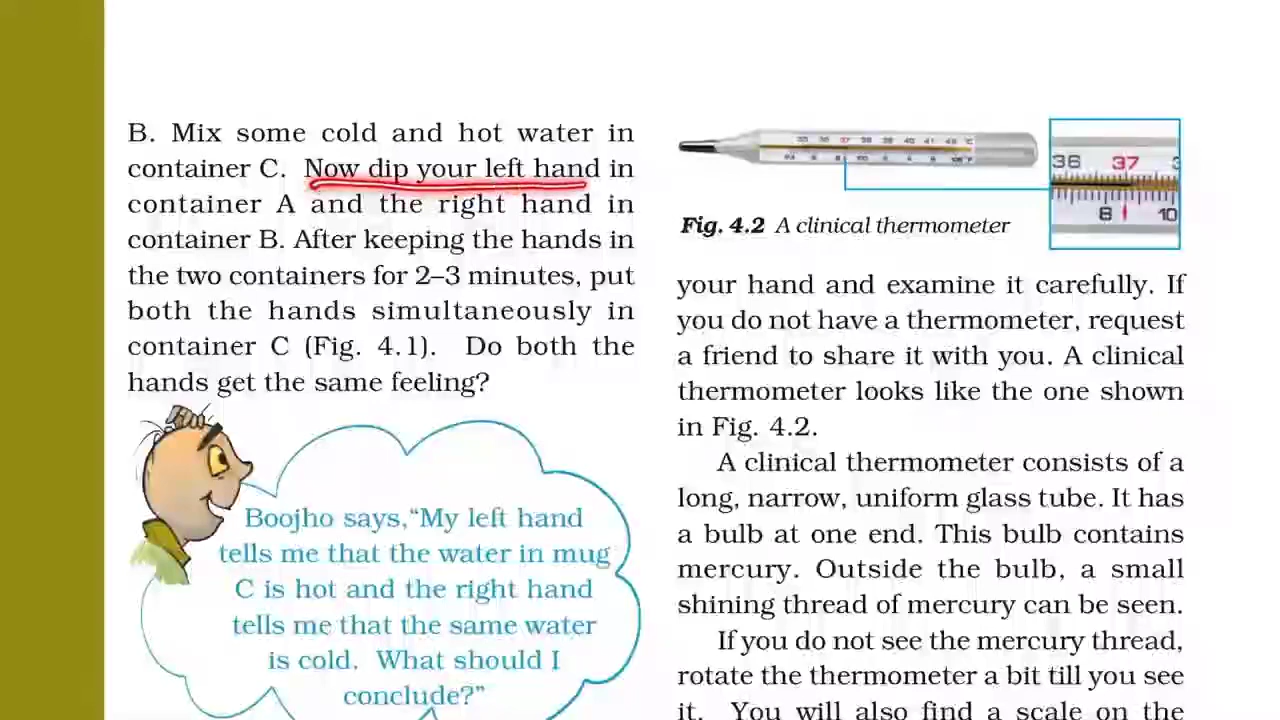 B. Mix some cold and hot water in
container C. Now dip your left hand in
container A and the right hand in
container B. After keeping the hands in
the two containers for 2–3 minutes, put
both the hands simultaneously in
container C (Fig. 4.1). Do both the
hands get the same feeling?
Boojho says,“My left hand
tells me that the water in mug
C is hot and the right hand
tells me that the same water
is cold. What should I
conclude?”
35 36 37 38 39 40 41 42 °C
36 37
8 10
Fig. 4.2 A clinical thermometer
your hand and examine it carefully. If
you do not have a thermometer, request
a friend to share it with you. A clinical
thermometer looks like the one shown
in Fig. 4.2.
A clinical thermometer consists of a
long, narrow, uniform glass tube. It has
a bulb at one end. This bulb contains
mercury. Outside the bulb, a small
shining thread of mercury can be seen.
If you do not see the mercury thread,
rotate the thermometer a bit till you see
it. You will also find a scale on the